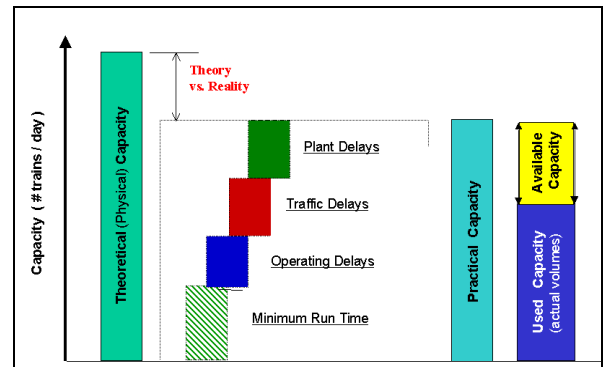 Capacity ( # trains / day )
Theoretical (Physical) Capacity
Theory
vs. Reality
Plant Delays
Traffic Delays
Operating Delays
Minimum Run Time
Practical Capacity
Available
Capacity
Used Capacity
(actual volumes)